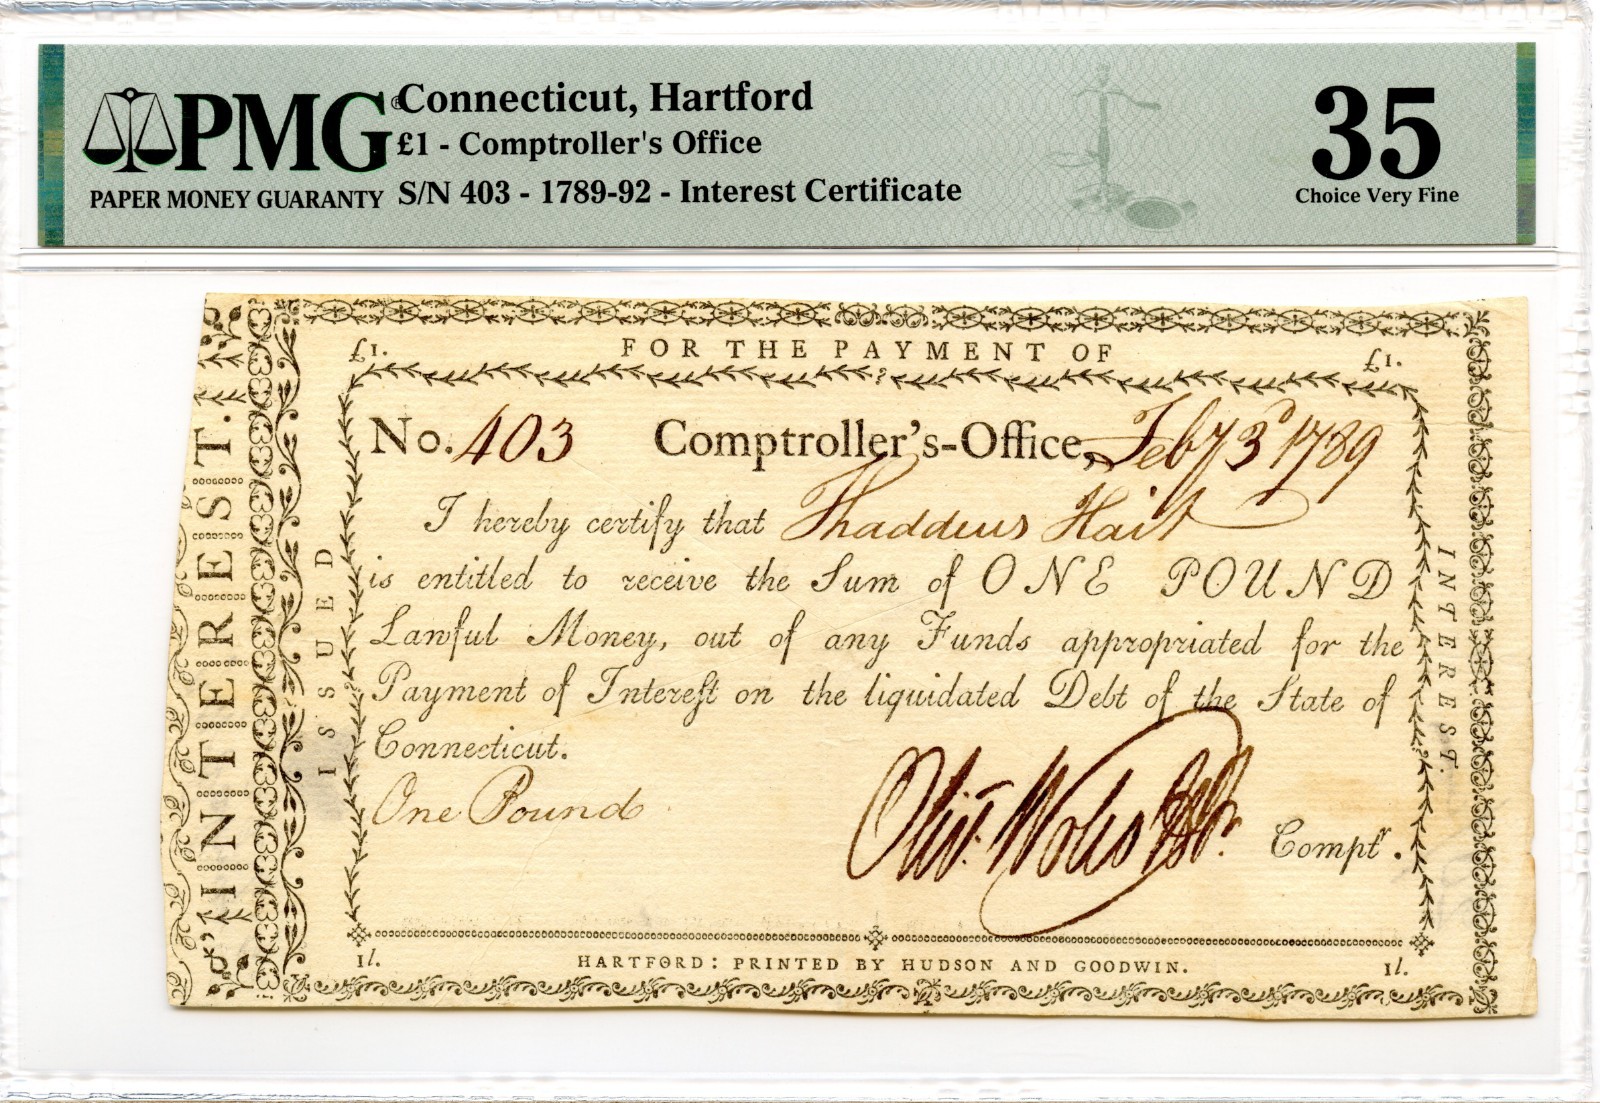 PMG®
PAPER MONEY GUARANTY
Connecticut, Hartford
£1 - Comptroller's Office
S/N 403 - 1789-92 - Interest Certificate
35
Choice Very Fine
£1. FOR THE PAYMENT OF £1.
INTEREST.
ISSUED
INTEREST.
No. 403 Comptroller's-Office, Feby 3d 1789
I hereby certify that Thaddeus Hait
is entitled to receive the Sum of ONE POUND
Lawful Money, out of any Funds appropriated for the
Payment of Intereſt on the liquidated Debt of the State of
Connecticut.
One Pound
Olivr. Wolcott Jr. Comptr.
1l. HARTFORD: PRINTED BY HUDSON AND GOODWIN. 1l.